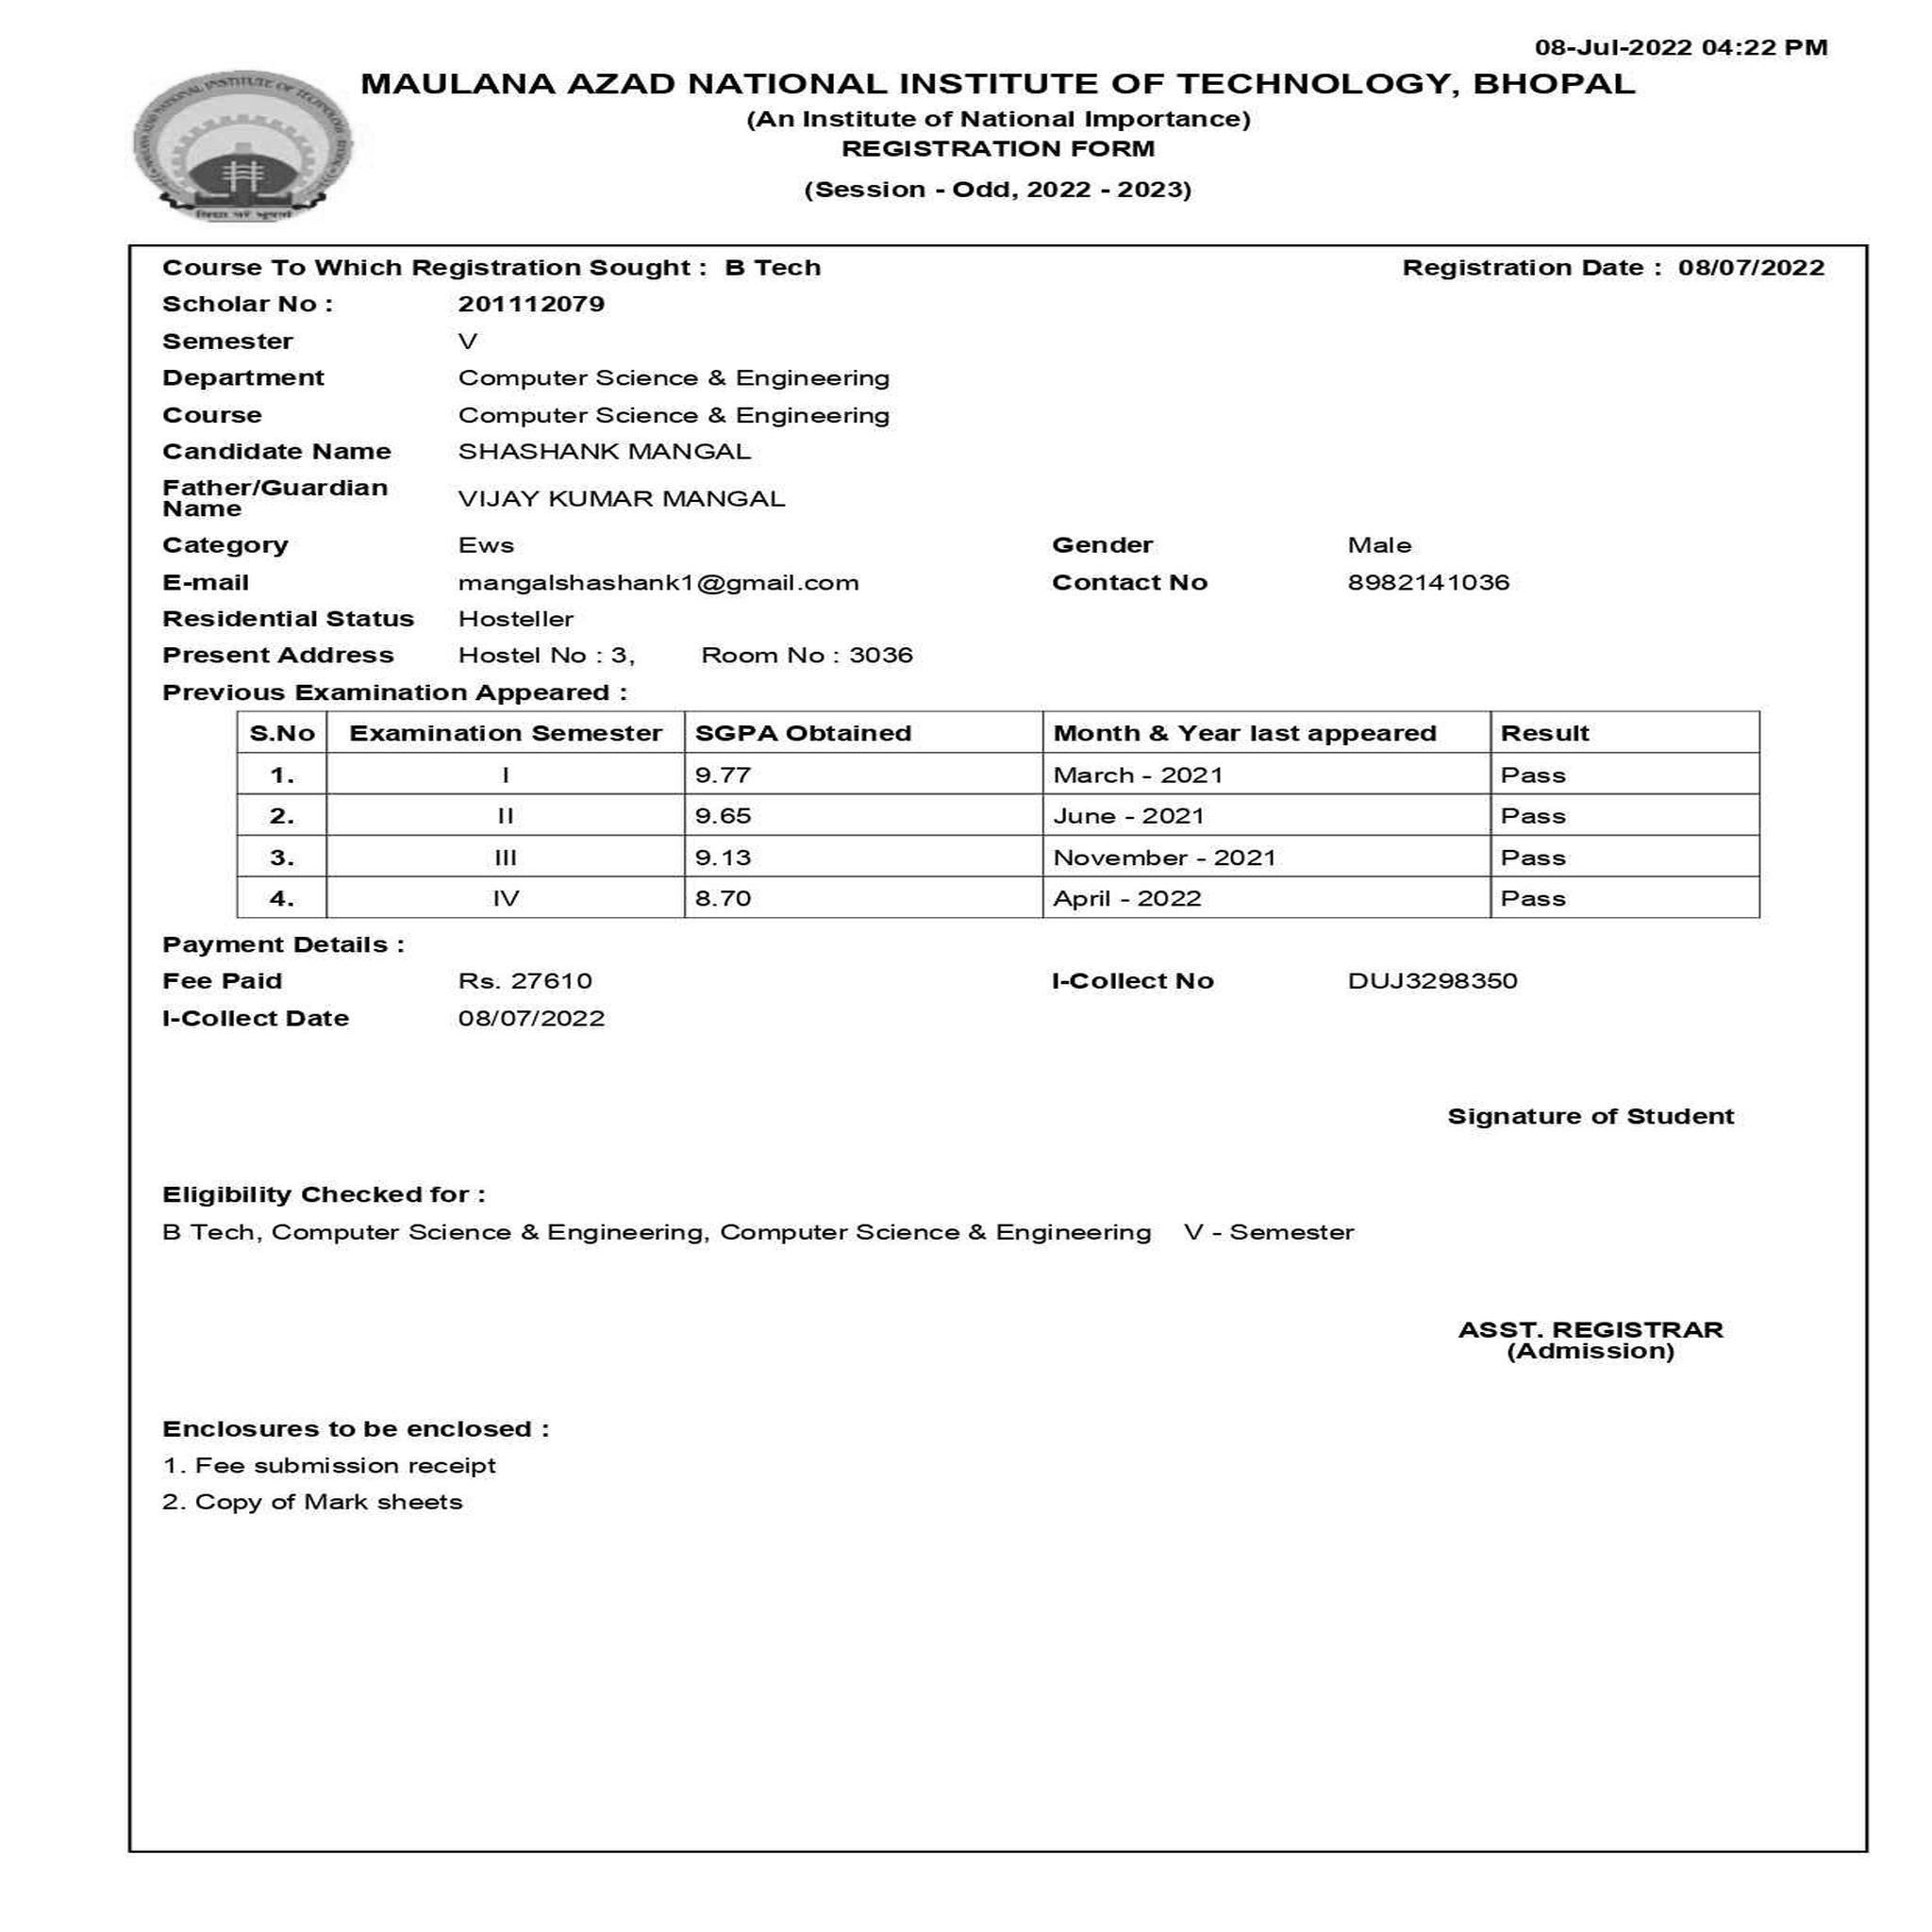 08-Jul-2022 04:22 PM
MAULANA AZAD NATIONAL INSTITUTE OF TECHNOLOGY, BHOPAL
(An Institute of National Importance)
REGISTRATION FORM
(Session - Odd, 2022 - 2023)
Course To Which Registration Sought : B Tech Registration Date : 08/07/2022
Scholar No : 201112079
Semester V
Department Computer Science & Engineering
Course Computer Science & Engineering
Candidate Name SHASHANK MANGAL
Father/Guardian
Name VIJAY KUMAR MANGAL
Category Ews Gender Male
E-mail mangalshashank1@gmail.com Contact No 8982141036
Residential Status Hosteller
Present Address Hostel No : 3, Room No : 3036
Previous Examination Appeared :
S.No Examination Semester SGPA Obtained Month & Year last appeared Result
1. I 9.77 March - 2021 Pass
2. II 9.65 June - 2021 Pass
3. III 9.13 November - 2021 Pass
4. IV 8.70 April - 2022 Pass
Payment Details :
Fee Paid Rs. 27610 I-Collect No DUJ3298350
I-Collect Date 08/07/2022
Signature of Student
Eligibility Checked for :
B Tech, Computer Science & Engineering, Computer Science & Engineering V - Semester
ASST. REGISTRAR
(Admission)
Enclosures to be enclosed :
1. Fee submission receipt
2. Copy of Mark sheets